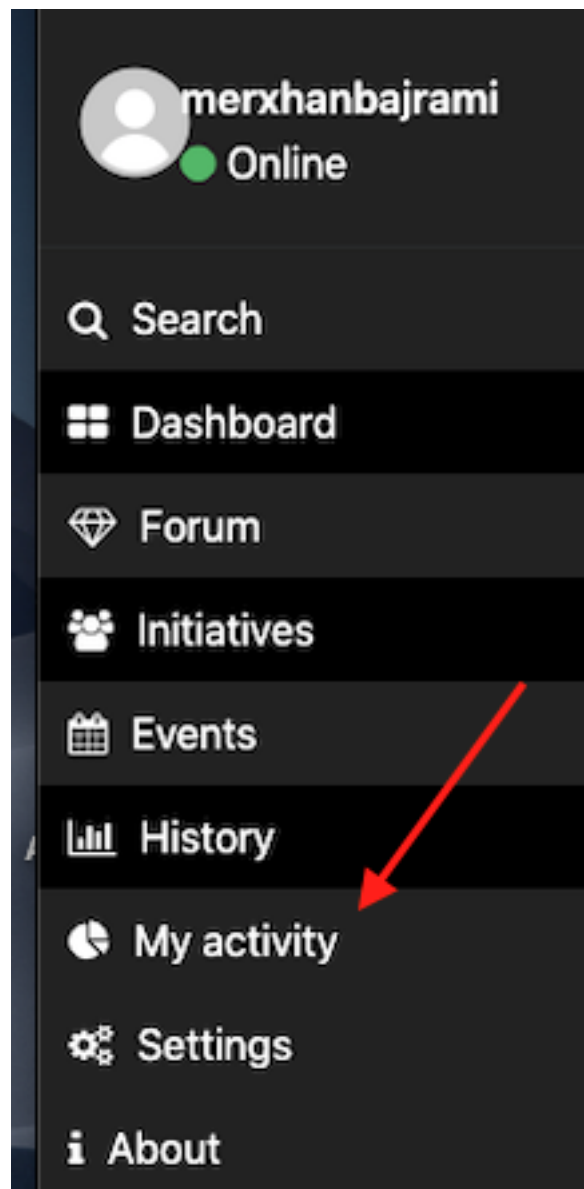 merxhanbajrami
Online
Search
Dashboard
Forum
Initiatives
Events
History
My activity
Settings
About